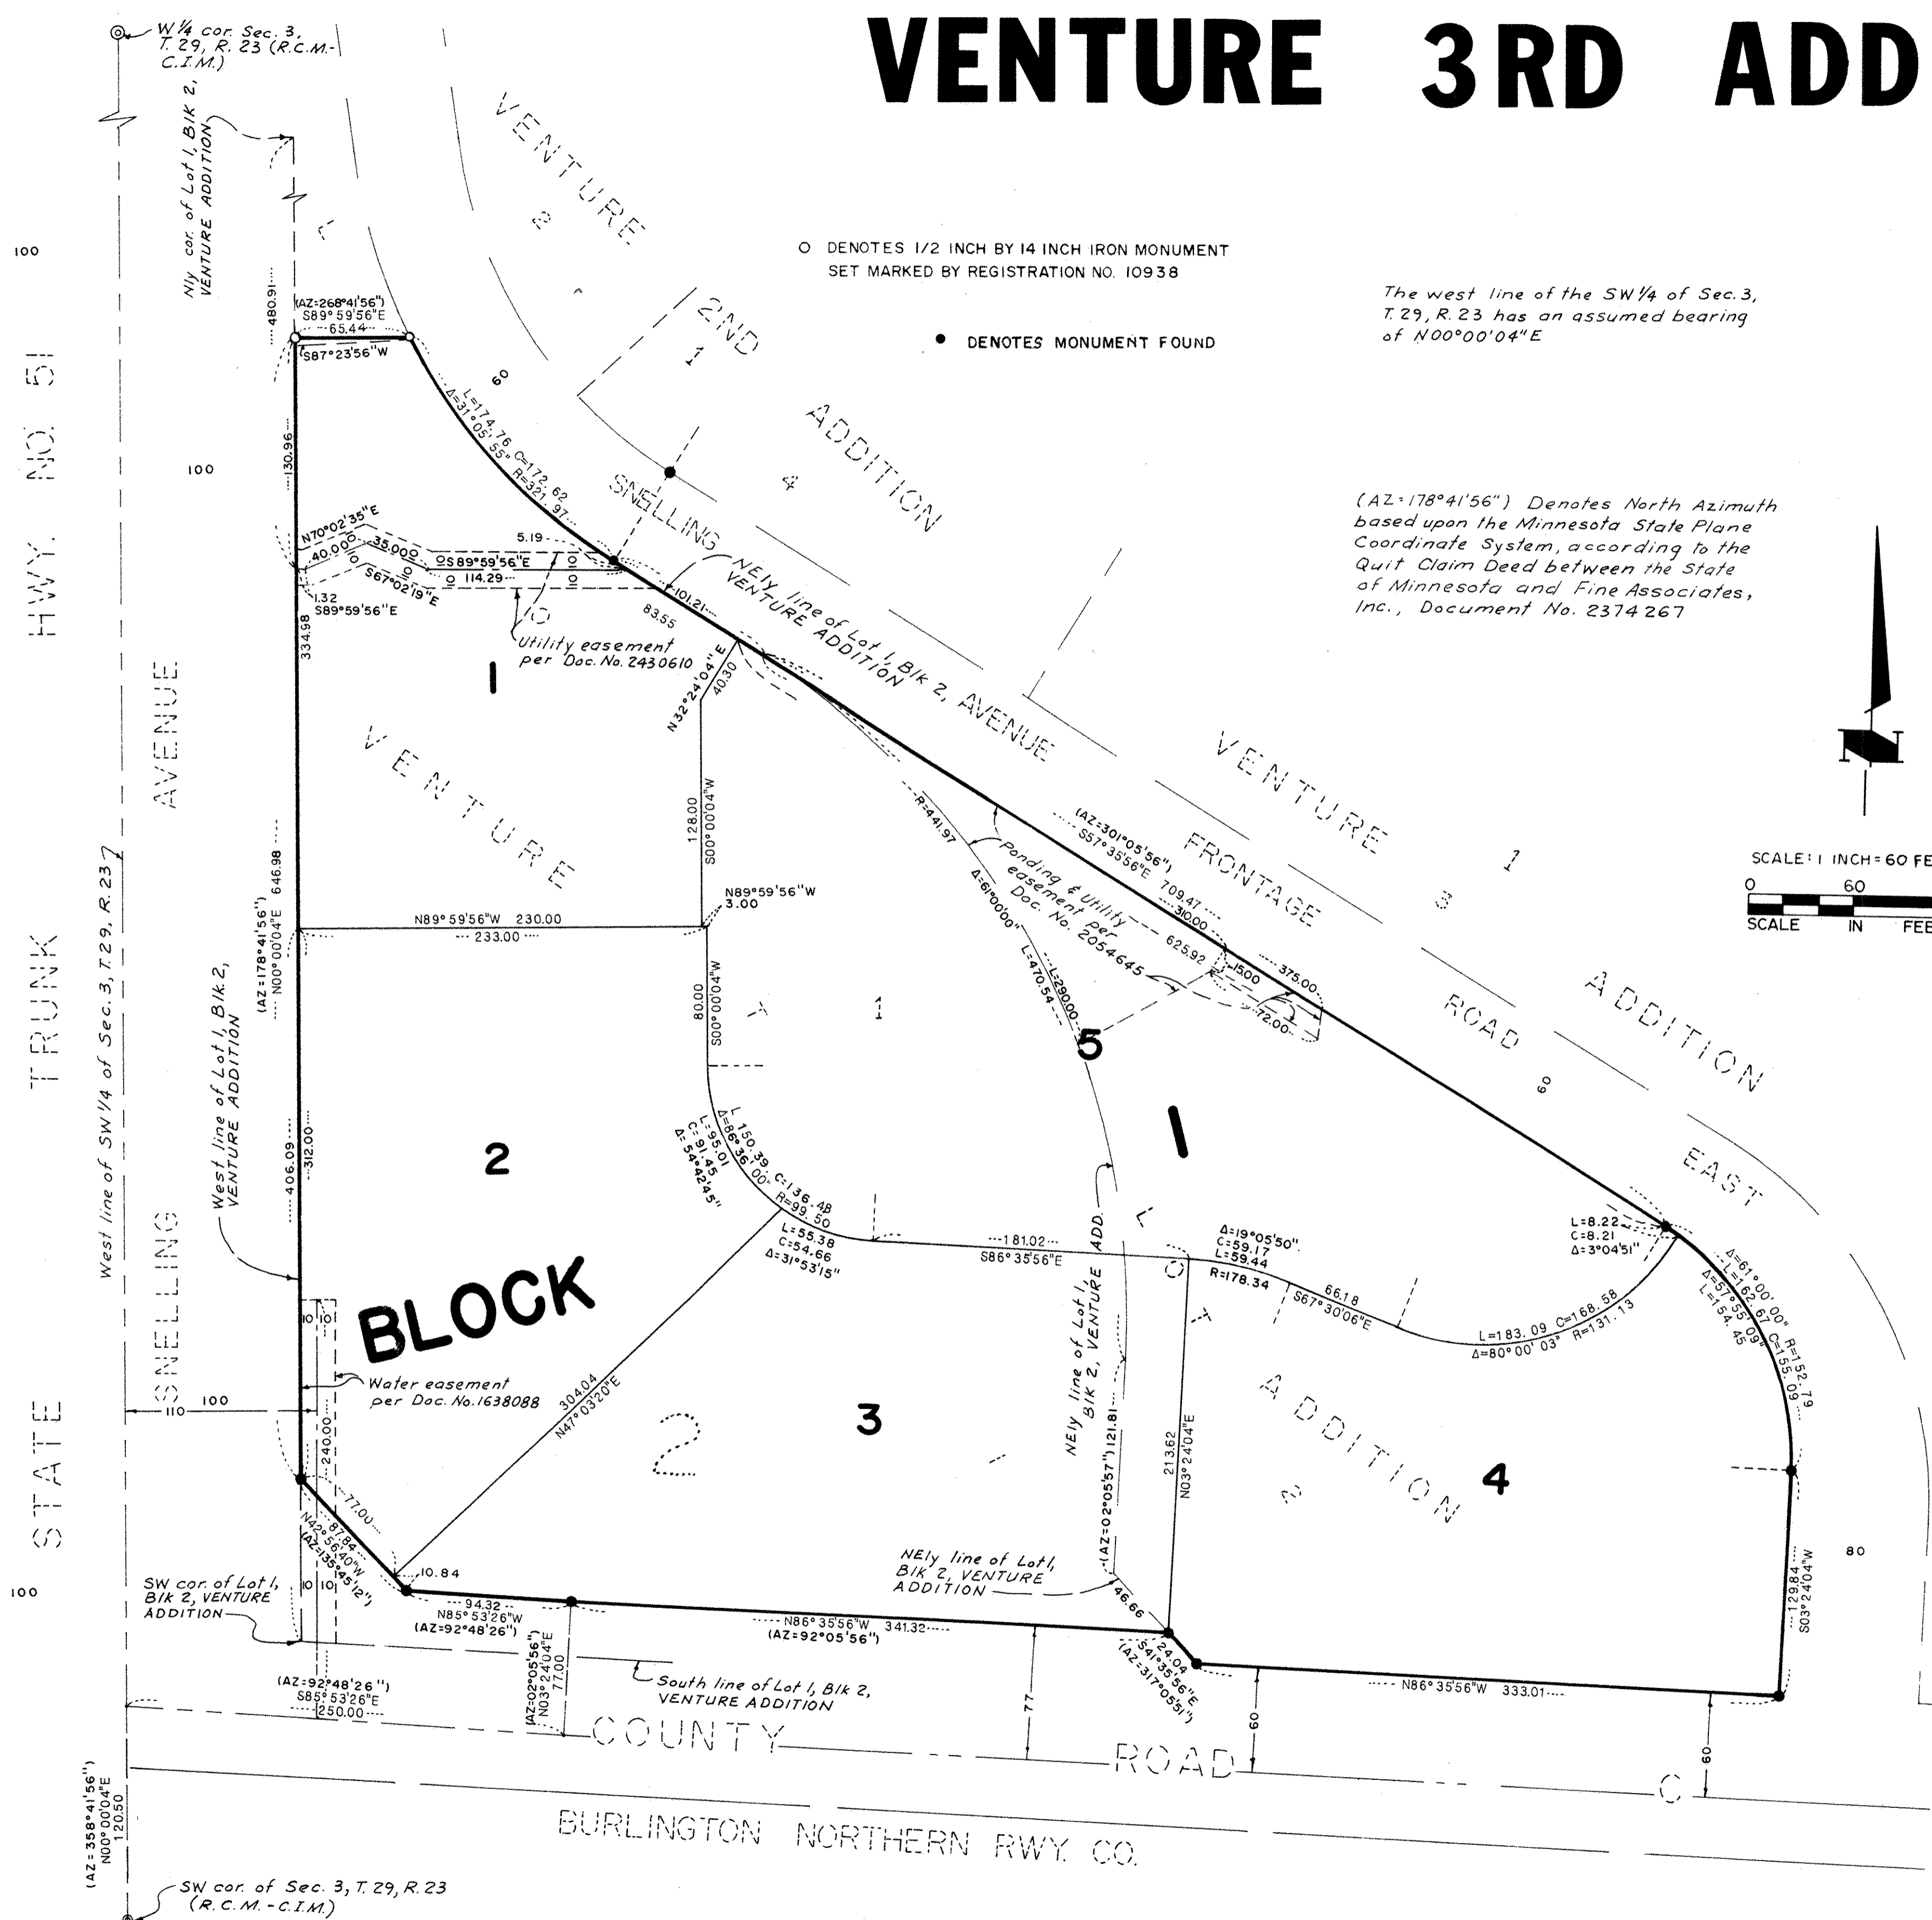 VENTURE 3RD ADD
W 1/4 cor. Sec. 3,
T. 29, R. 23 (R.C.M.-
C.I.M.)
Nly cor. of Lot 1, Blk 2,
VENTURE ADDITION
VENTURE
2
2ND
1
ADDITION
4
O DENOTES 1/2 INCH BY 14 INCH IRON MONUMENT
SET MARKED BY REGISTRATION NO. 10938
● DENOTES MONUMENT FOUND
The west line of the SW 1/4 of Sec. 3,
T. 29, R. 23 has an assumed bearing
of N00°00'04"E
(AZ=178°41'56") Denotes North Azimuth
based upon the Minnesota State Plane
Coordinate System, according to the
Quit Claim Deed between the State
of Minnesota and Fine Associates,
Inc., Document No. 2374267
N
SCALE: 1 INCH = 60 FE
0 60
SCALE IN FEE
100
100
480.91
(AZ=268°41'56")
S89°59'56"E
65.44
S87°23'56"W
130.96
60
L=174.76 C=172.62
Δ=31°05'55" R=321.97
SNELLING
AVENUE
FRONTAGE
ROAD
EAST
60
80
N70°02'35"E
40.00
35.00
10
10
10
S67°02'19"E
S89°59'56"E
114.29
5.19
10
10
1.32
S89°59'56"E
334.98
101.21
83.55
Utility easement
per Doc. No. 2430610
NEly line of Lot 1, Blk 2,
VENTURE ADDITION
1
VENTURE
N32°24'04"E
40.30
128.00
S00°00'04"W
N89°59'56"W
3.00
N89°59'56"W 230.00
233.00
(AZ=178°41'56")
N00°00'04"E 646.98
80.00
S00°00'04"W
R=441.97
Δ=61°00'00"
L=470.54
L=290.00
Ponding & Utility
easement per
Doc. No. 2054645
(AZ=301°05'56")
S57°35'56"E 709.47
310.00
625.92
15.00
375.00
72.00
VENTURE
1
3
ADDITION
1
5
1
STATE TRUNK HWY. NO. 51
SNELLING AVENUE
West line of SW 1/4 of Sec. 3, T. 29, R. 23
West line of Lot 1, Blk. 2,
VENTURE ADDITION
406.09
312.00
2
BLOCK
L 150.39 C=136.48
Δ=86°36'00" R=99.50
L=95.01
C=91.45
Δ=54°42'45"
L=55.38
C=54.66
Δ=31°53'15"
181.02
S86°35'56"E
LOT
Δ=19°05'50"
C=59.17
L=59.44
R=178.34
66.18
S67°30'06"E
L=183.09 C=168.58
Δ=80°00'03" R=131.13
L=8.22
C=8.21
Δ=3°04'51"
Δ=61°00'00" R=152.79
L=162.67 C=155.09
Δ=57°55'09"
L=154.45
10 10
Water easement
per Doc. No. 1638088
100
110
240.00
304.04
N47°03'20"E
2
3
NEly line of Lot 1,
Blk 2, VENTURE ADD.
(AZ=02°05'57") 121.81
213.62
N03°24'04"E
ADDITION
2
4
77.00
87.84
N42°56'40"W
(AZ=135°45'12")
10.84
SW cor. of Lot 1,
Blk 2, VENTURE
ADDITION
100
10 10
94.32
N85°53'26"W
(AZ=92°48'26")
N86°35'56"W 341.32
(AZ=92°05'56")
NEly line of Lot 1,
Blk 2, VENTURE
ADDITION
46.66
24.04
S41°35'56"E
(AZ=317°05'51")
N86°35'56"W 333.01
129.84
S03°24'04"W
(AZ=92°48'26")
S85°53'26"E
250.00
(AZ=02°05'56")
N03°24'04"E
77.00
South line of Lot 1, Blk 2,
VENTURE ADDITION
77
60
60
COUNTY ROAD C
BURLINGTON NORTHERN RWY. CO.
(AZ=358°41'56")
N00°00'04"E
120.50
SW cor. of Sec. 3, T. 29, R. 23
(R.C.M. - C.I.M.)